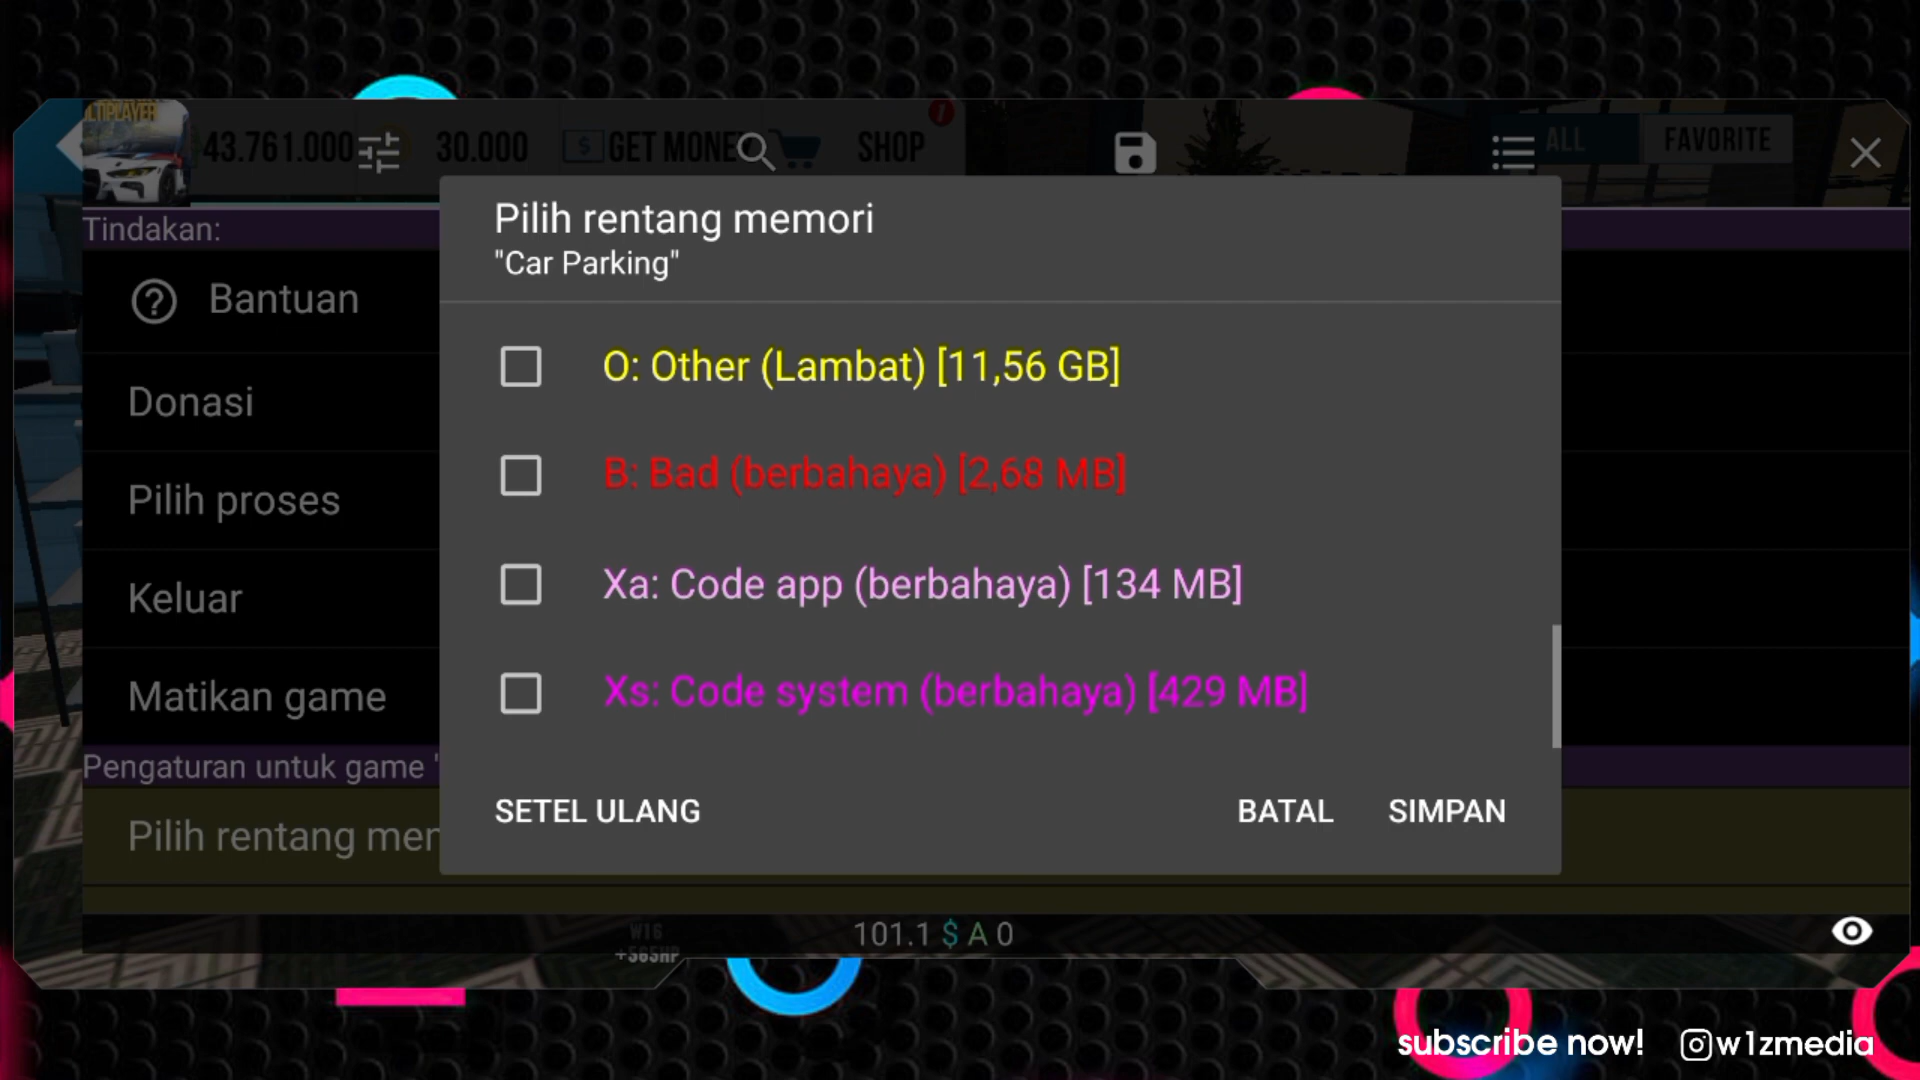 LTIPLAYER
43.761.000
30.000
$ GET MONE
SHOP
ALL
FAVORITE
Tindakan:
Bantuan
Donasi
Pilih proses
Keluar
Matikan game
Pengaturan untuk game "
Pilih rentang mem
Pilih rentang memori
"Car Parking"
O: Other (Lambat) [11,56 GB]
B: Bad (berbahaya) [2,68 MB]
Xa: Code app (berbahaya) [134 MB]
Xs: Code system (berbahaya) [429 MB]
SETEL ULANG
BATAL
SIMPAN
W16
+565HP
101.1 $ A 0
subscribe now!
w1zmedia